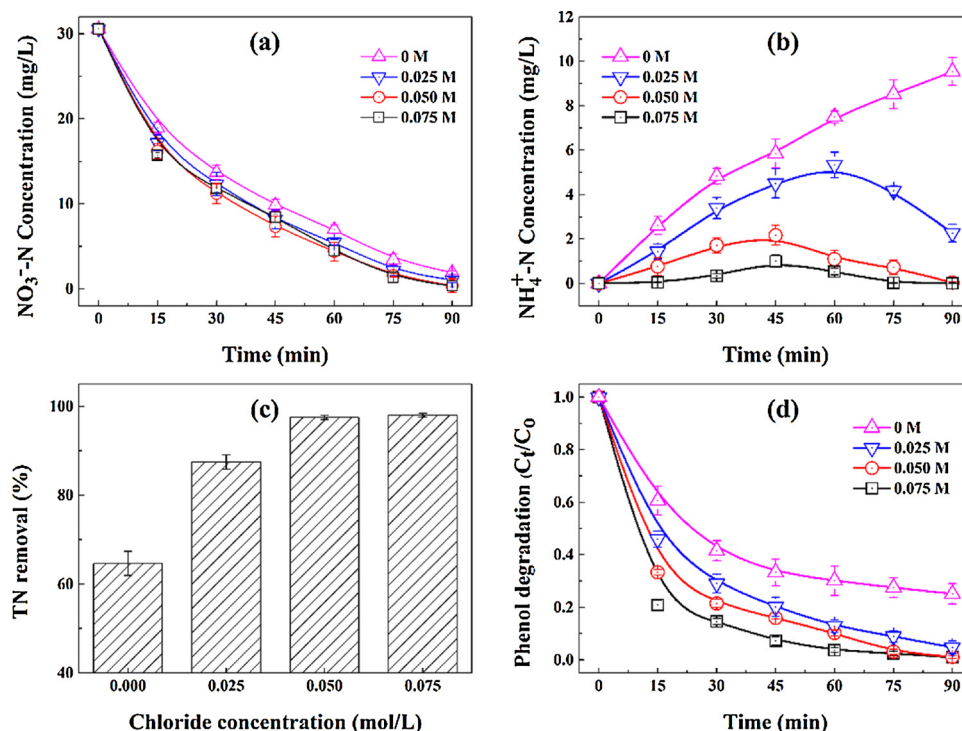 (a)
NO₃⁻-N Concentration (mg/L)
30
20
10
0
0 M
0.025 M
0.050 M
0.075 M
0 15 30 45 60 75 90
Time (min)
(b)
NH₄⁺-N Concentration (mg/L)
12
10
8
6
4
2
0
0 M
0.025 M
0.050 M
0.075 M
0 15 30 45 60 75 90
Time (min)
(c)
TN removal (%)
100
80
60
40
0.000 0.025 0.050 0.075
Chloride concentration (mol/L)
(d)
Phenol degradation (Ct/C0
1.0
0.8
0.6
0.4
0.2
0.0
0 M
0.025 M
0.050 M
0.075 M
0 15 30 45 60 75 90
Time (min)